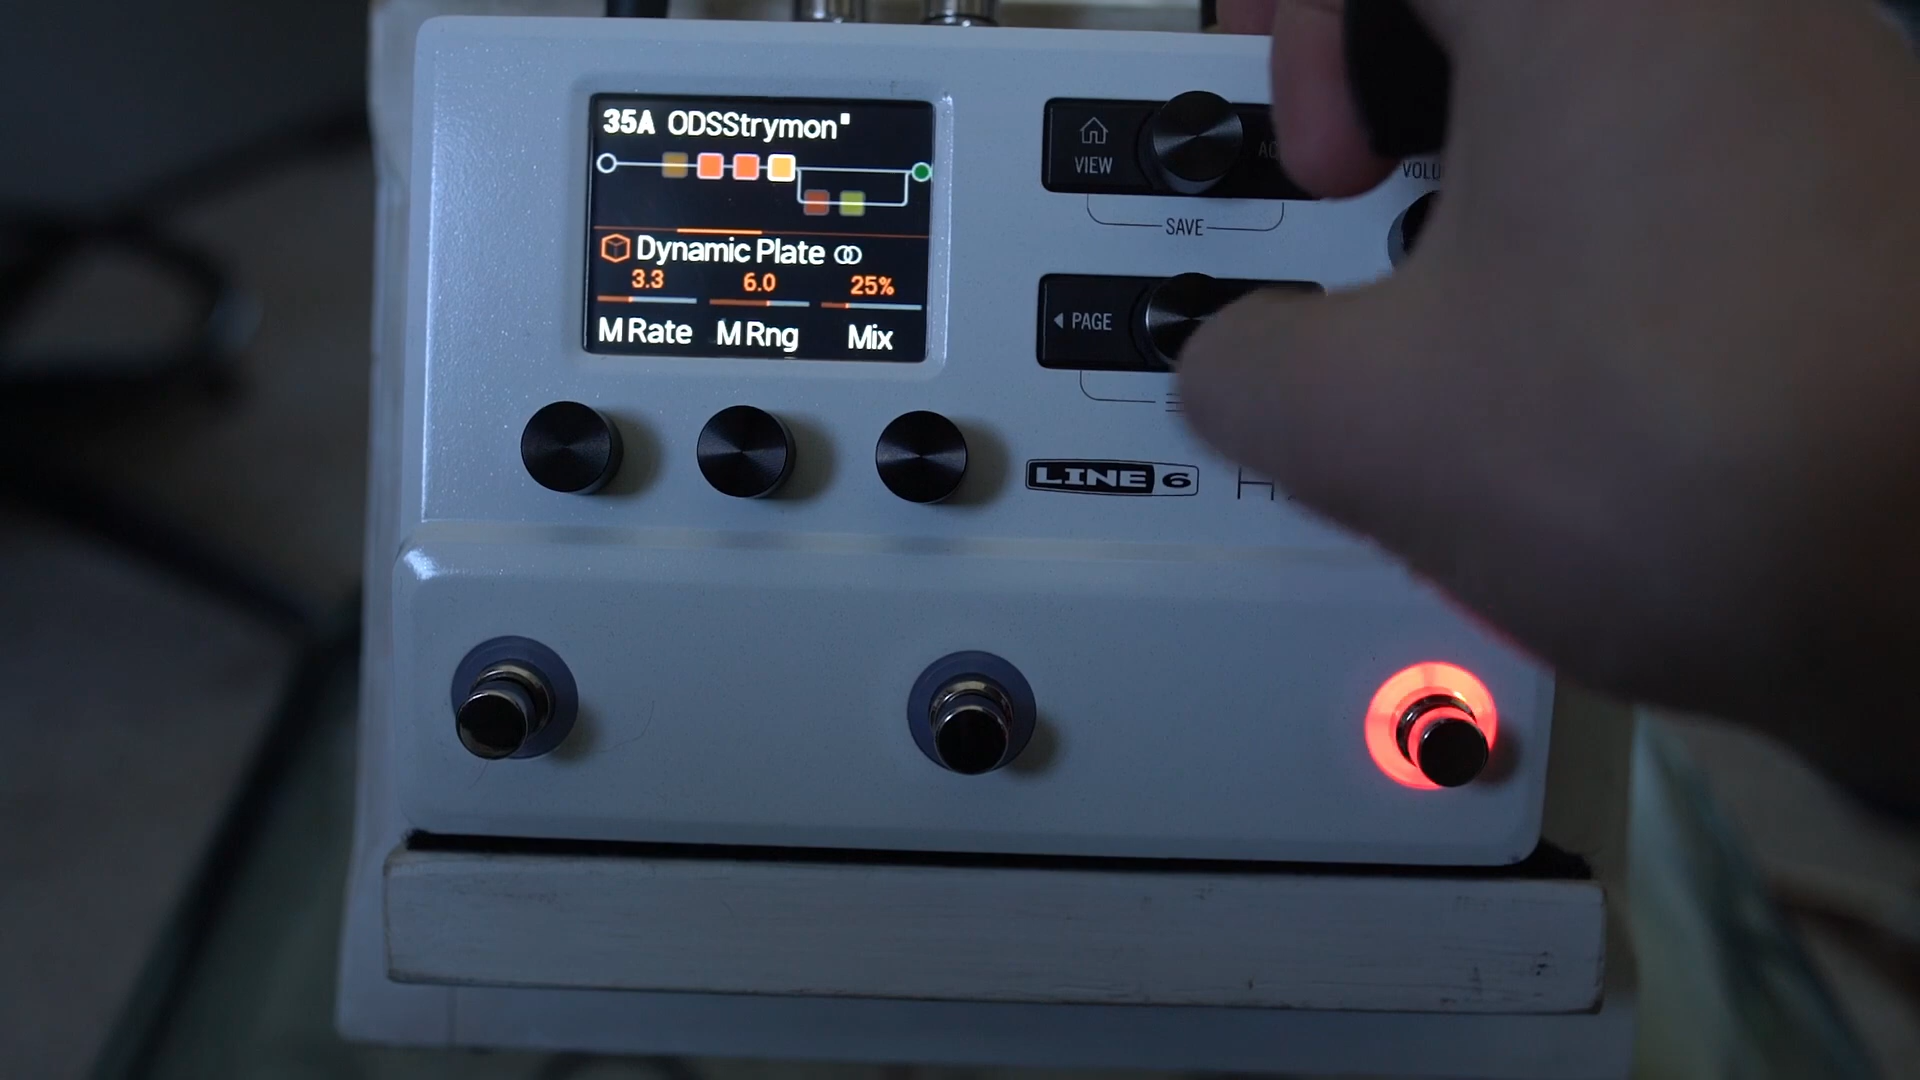 35A ODSStrymon
Dynamic Plate
3.3 6.0 25%
M Rate M Rng Mix
VIEW
SAVE
PAGE
LINE 6